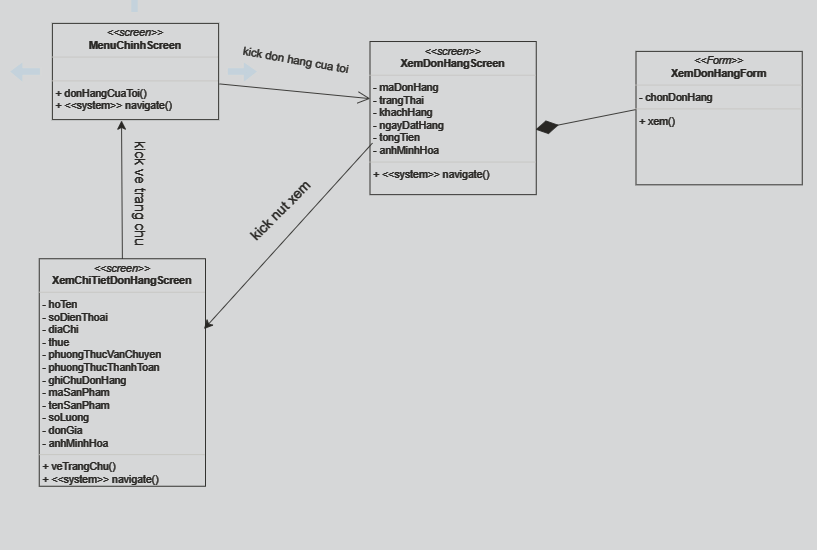 <<screen>>
MenuChinhScreen
+ donHangCuaToi()
+ <<system>> navigate()
kick don hang cua toi
<<screen>>
XemDonHangScreen
- maDonHang
- trangThai
- khachHang
- ngayDatHang
- tongTien
- anhMinhHoa
+ <<system>> navigate()
<<Form>>
XemDonHangForm
- chonDonHang
+ xem()
kick ve trang chu
kick nut xem
<<screen>>
XemChiTietDonHangScreen
- hoTen
- soDienThoai
- diaChi
- thue
- phuongThucVanChuyen
- phuongThucThanhToan
- ghiChuDonHang
- maSanPham
- tenSanPham
- soLuong
- donGia
- anhMinhHoa
+ veTrangChu()
+ <<system>> navigate()